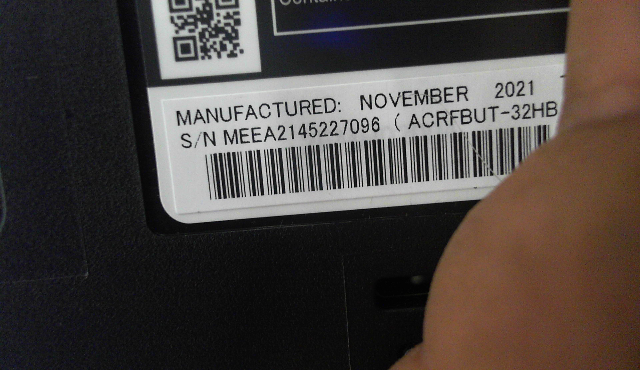 MANUFACTURED: NOVEMBER 2021
S/N MEEA2145227096 ( ACRFBUT-32HB